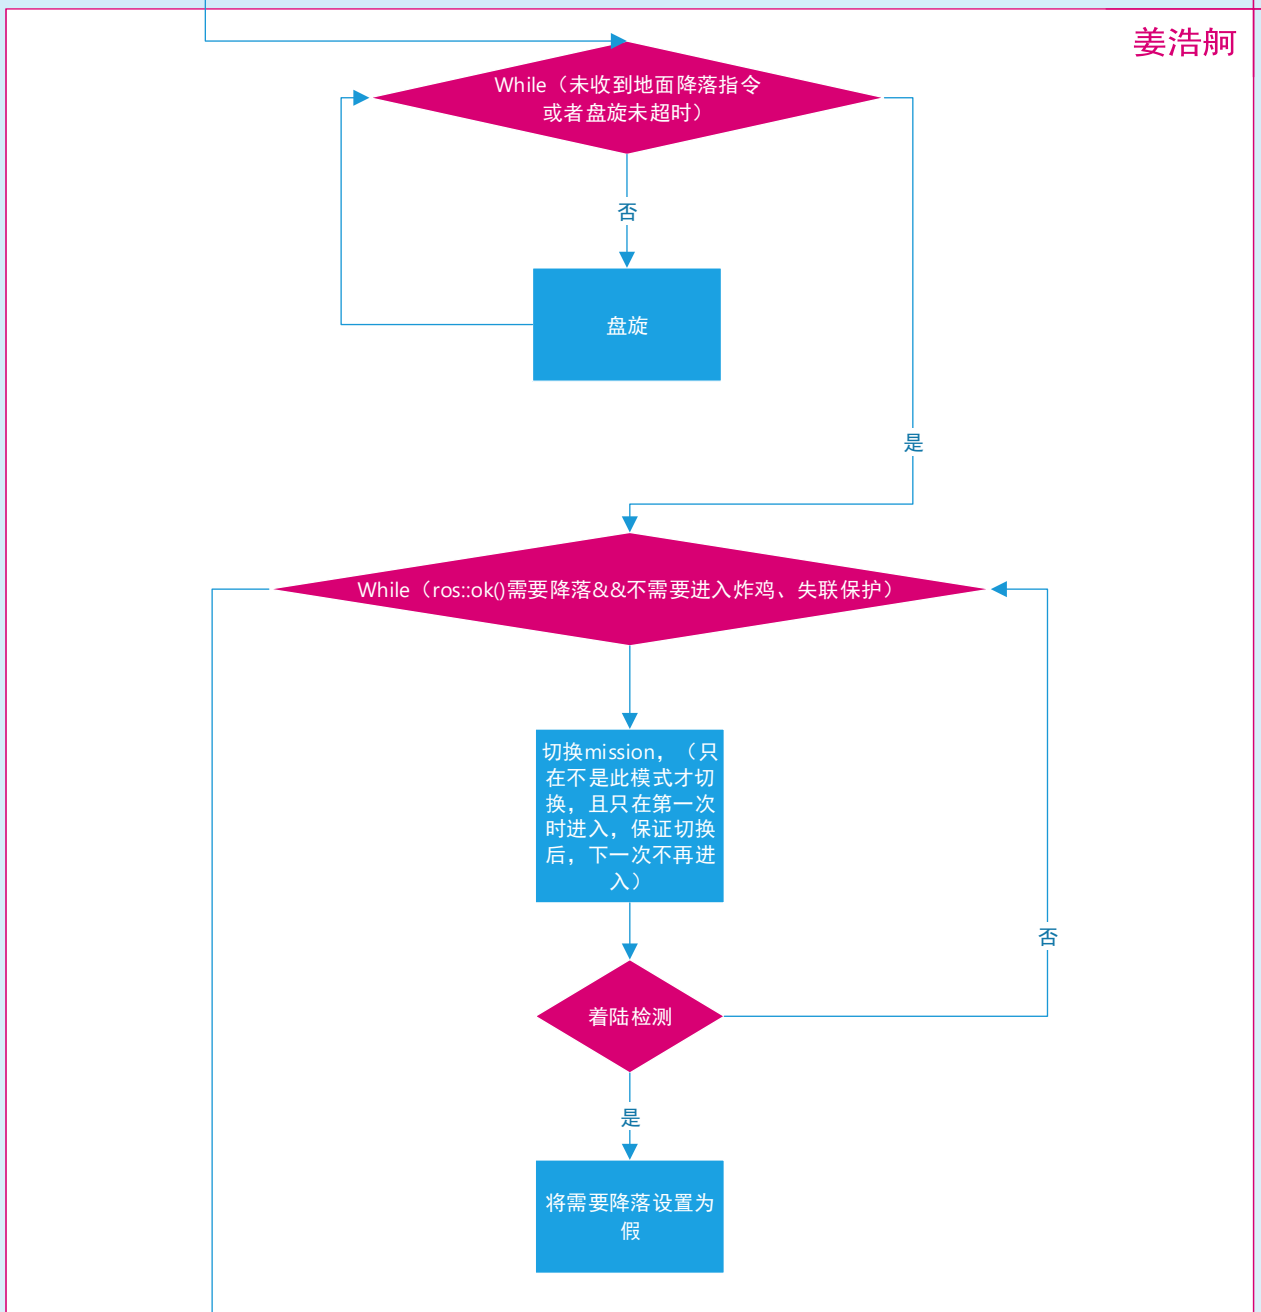 姜浩舸
While（未收到地面降落指令
或者盘旋未超时）
否
盘旋
是
While（ros::ok()需要降落&&不需要进入炸鸡、失联保护）
切换mission，（只
在不是此模式才切
换，且只在第一次
时进入，保证切换
后，下一次不再进
入）
否
着陆检测
是
将需要降落设置为
假